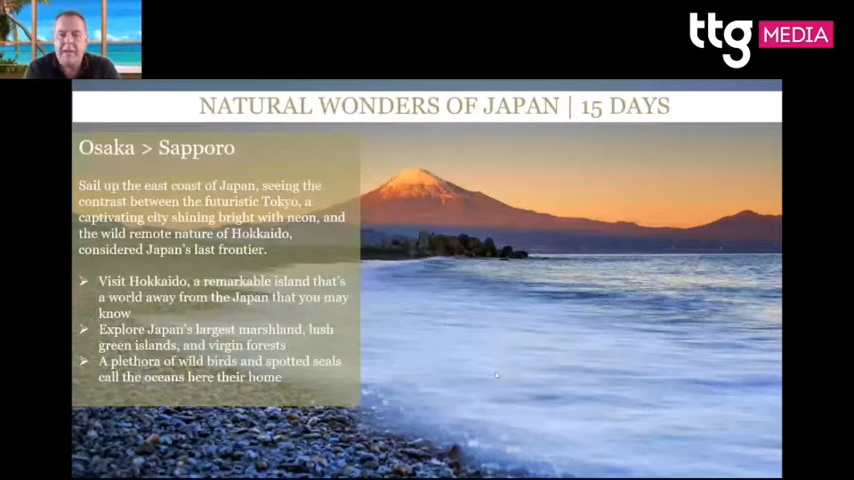 ttg MEDIA
NATURAL WONDERS OF JAPAN | 15 DAYS
Osaka > Sapporo
Sail up the east coast of Japan, seeing the
contrast between the futuristic Tokyo, a
captivating city shining bright with neon, and
the wild remote nature of Hokkaido,
considered Japan's last frontier.
Visit Hokkaido, a remarkable island that's
a world away from the Japan that you may
know
Explore Japan's largest marshland, lush
green islands, and virgin forests
A plethora of wild birds and spotted seals
call the oceans here their home